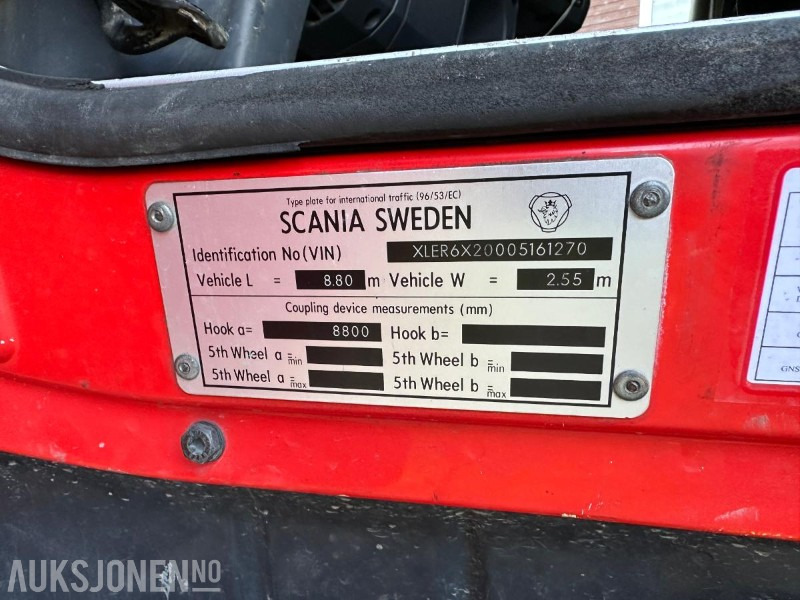 Type plate for international traffic (96/53/EC)
SCANIA SWEDEN
Identification No(VIN) XLER6X20005161270
Vehicle L = 8.80 m Vehicle W = 2.55 m
Coupling device measurements (mm)
Hook a= 8800 Hook b=
5th Wheel a = min 5th Wheel b = min
5th Wheel a = max 5th Wheel b = max
GNS
AUKSJONEN.NO